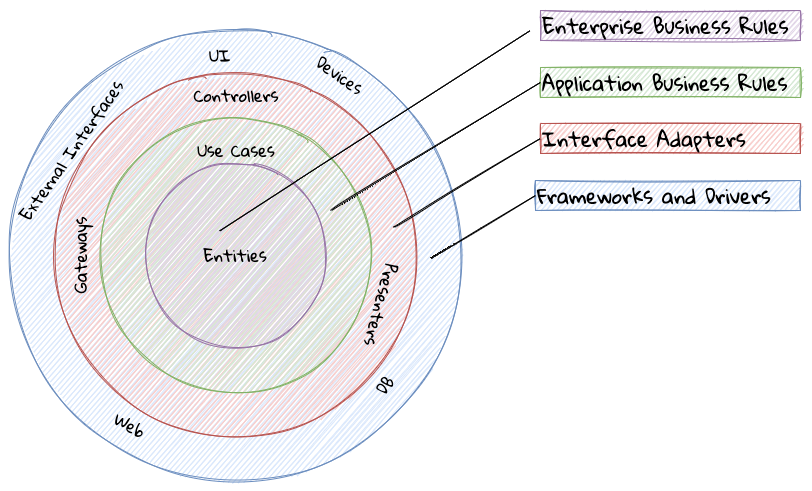 Enterprise Business Rules
UI
Devices
Application Business Rules
Controllers
External Interfaces
Interface Adapters
Use Cases
Frameworks and Drivers
Gateways
Entities
Presenters
DB
Web